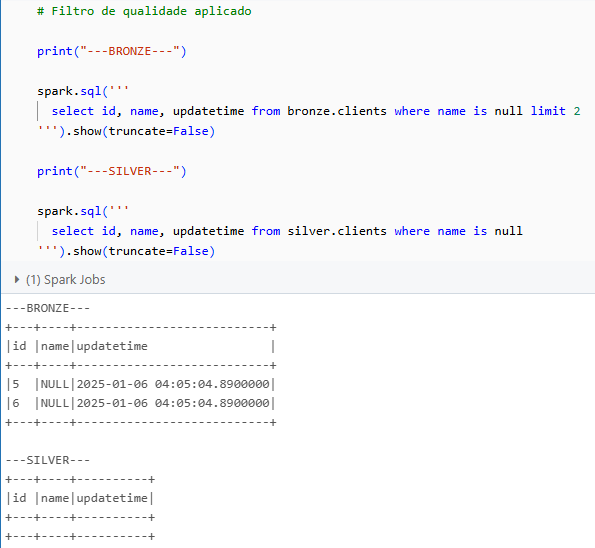 # Filtro de qualidade aplicado
print("---BRONZE---")
spark.sql('''
select id, name, updatetime from bronze.clients where name is null limit 2
''').show(truncate=False)
print("---SILVER---")
spark.sql('''
select id, name, updatetime from silver.clients where name is null
''').show(truncate=False)
(1) Spark Jobs
---BRONZE---
+---+----+---------------------------+
|id |name|updatetime                 |
+---+----+---------------------------+
|5  |NULL|2025-01-06 04:05:04.8900000|
|6  |NULL|2025-01-06 04:05:04.8900000|
+---+----+---------------------------+
---SILVER---
+---+----+----------+
|id |name|updatetime|
+---+----+----------+
+---+----+----------+